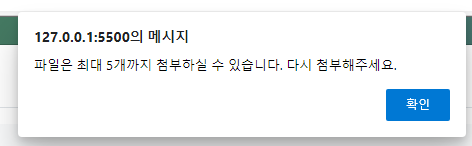 127.0.0.1:5500의 메시지
파일은 최대 5개까지 첨부하실 수 있습니다. 다시 첨부해주세요.
확인